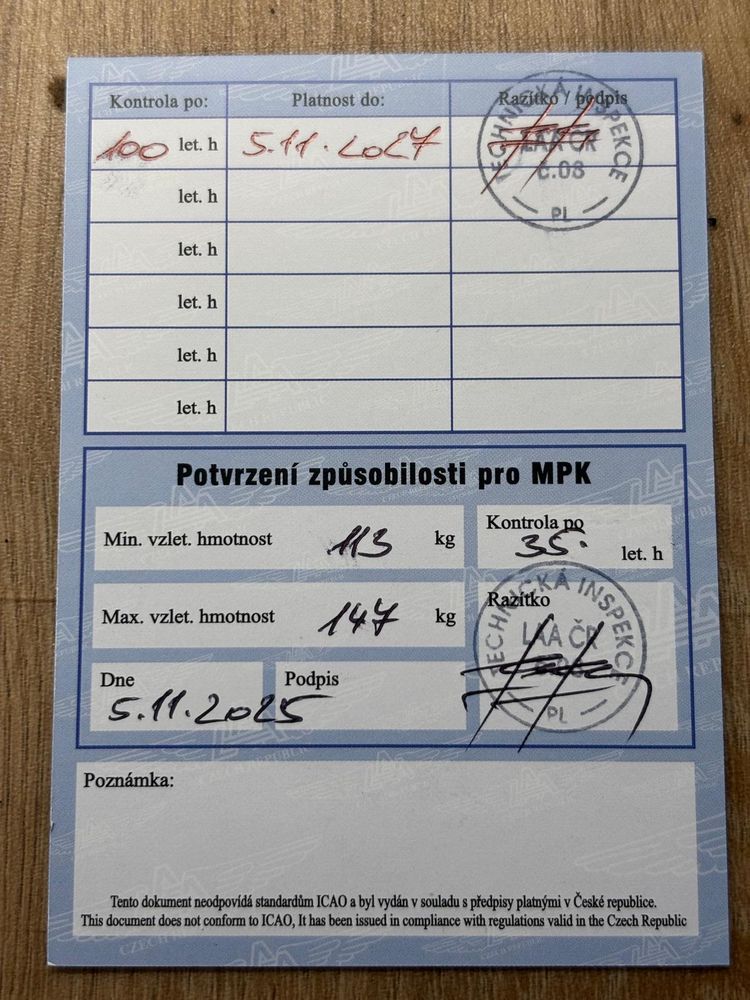 Kontrola po: Platnost do: Razítko / podpis
100 let. h 5.11.2027
let. h
let. h
let. h
let. h
let. h
TECHNICKÁ INSPEKCE
LAA ČR
č.08
PL
Potvrzení způsobilosti pro MPK
Min. vzlet. hmotnost 113 kg
Kontrola po
35. let. h
Max. vzlet. hmotnost 147 kg
Razítko
TECHNICKÁ INSPEKCE
LAA ČR
PL
Dne Podpis
5.11.2025
Poznámka:
Tento dokument neodpovídá standardům ICAO a byl vydán v souladu s předpisy platnými v České republice.
This document does not conform to ICAO, It has been issued in compliance with regulations valid in the Czech Republic